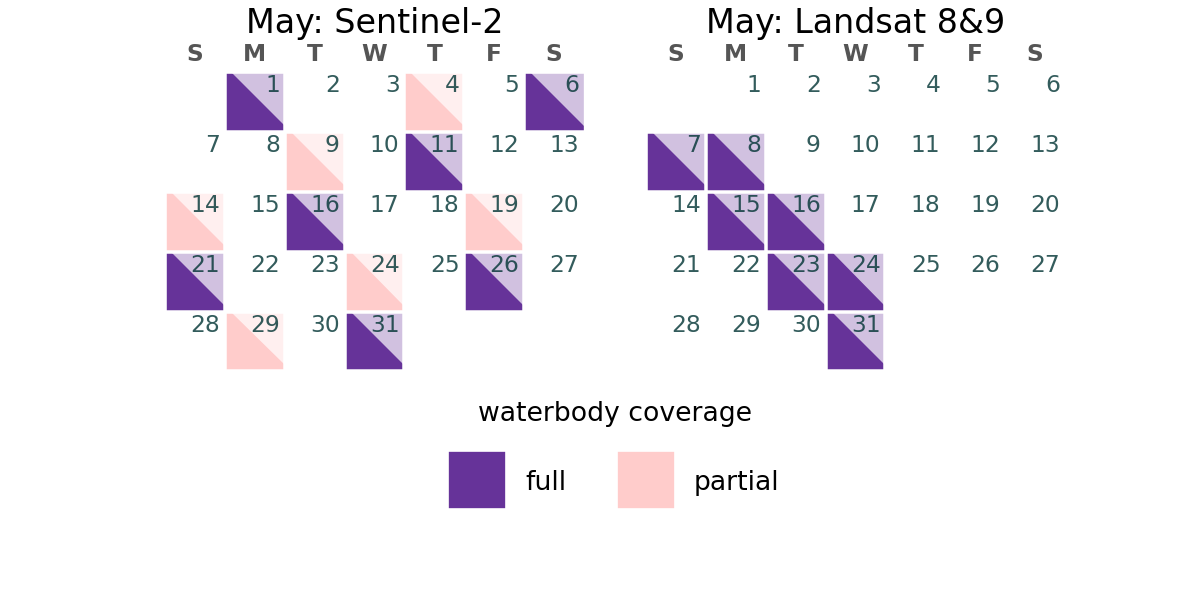 May: Sentinel-2
S M T W T F S
1 2 3 4 5 6
7 8 9 10 11 12 13
14 15 16 17 18 19 20
21 22 23 24 25 26 27
28 29 30 31
May: Landsat 8&9
S M T W T F S
1 2 3 4 5 6
7 8 9 10 11 12 13
14 15 16 17 18 19 20
21 22 23 24 25 26 27
28 29 30 31
waterbody coverage
full
partial